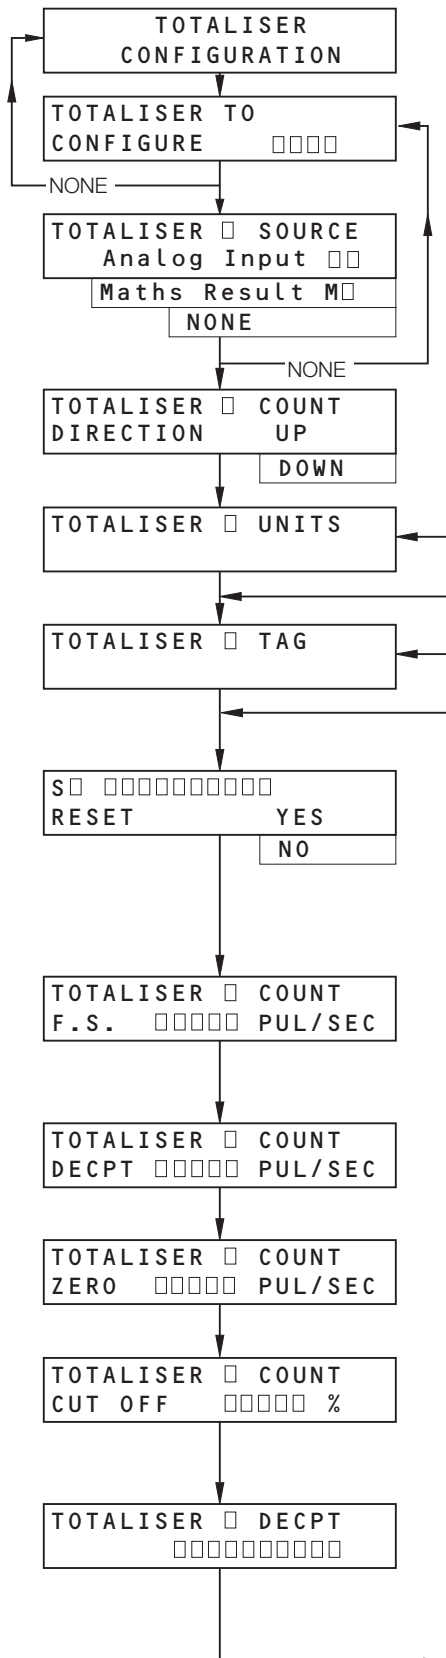 TOTALISER
CONFIGURATION
TOTALISER TO
CONFIGURE □□□□
NONE
TOTALISER □ SOURCE
Analog Input □□
Maths Result M□
NONE
NONE
TOTALISER □ COUNT
DIRECTION UP
DOWN
TOTALISER □ UNITS
TOTALISER □ TAG
S□ □□□□□□□□□□
RESET YES
NO
TOTALISER □ COUNT
F.S. □□□□□ PUL/SEC
TOTALISER □ COUNT
DECPT □□□□□ PUL/SEC
TOTALISER □ COUNT
ZERO □□□□□ PUL/SEC
TOTALISER □ COUNT
CUT OFF □□□□□ %
TOTALISER □ DECPT
□□□□□□□□□□